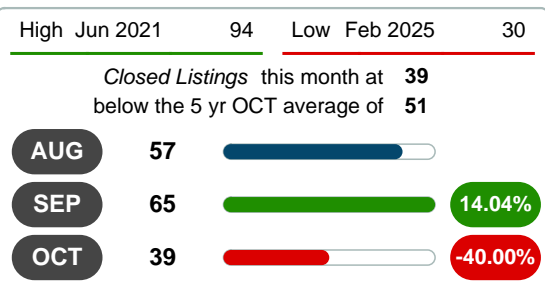 High Jun 2021 94 Low Feb 2025 30
Closed Listings this month at 39
below the 5 yr OCT average of 51
AUG 57
SEP 65 14.04%
OCT 39 -40.00%